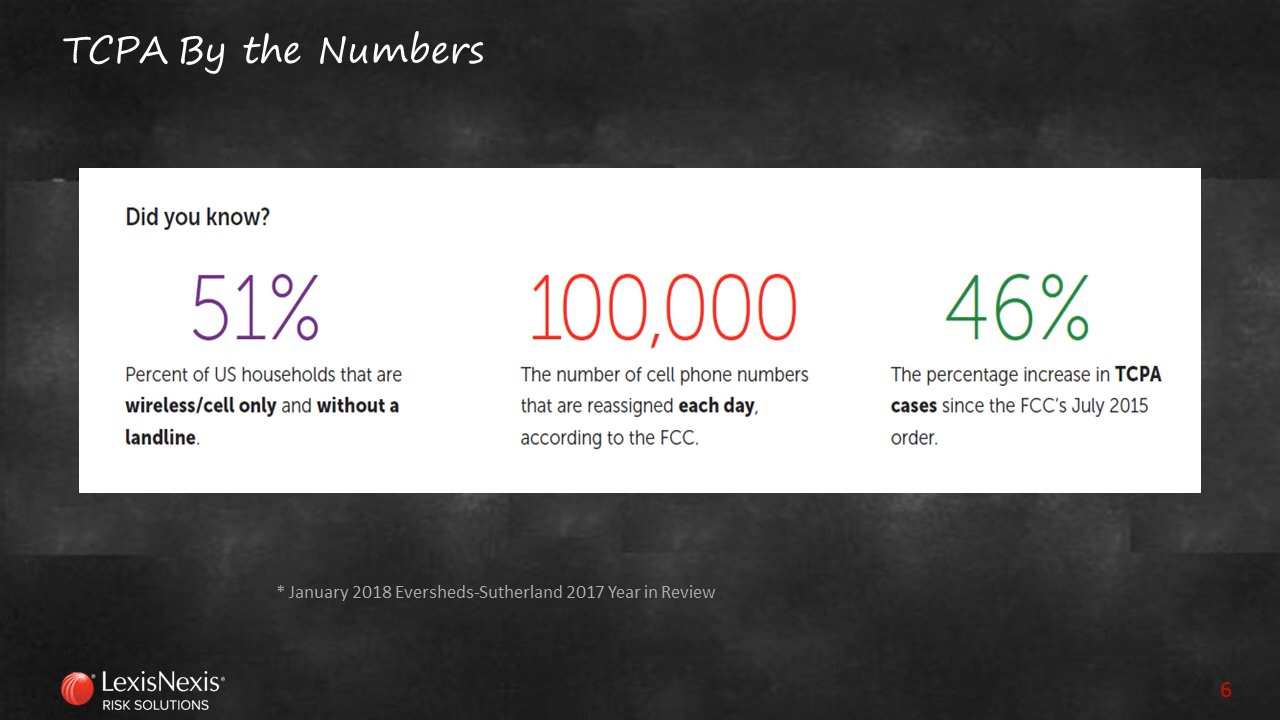 TCPA By the Numbers
Did you know?
51%
Percent of US households that are
wireless/cell only and without a
landline.
100,000
The number of cell phone numbers
that are reassigned each day,
according to the FCC.
46%
The percentage increase in TCPA
cases since the FCC’s July 2015
order.
* January 2018 Eversheds-Sutherland 2017 Year in Review
LexisNexis®
RISK SOLUTIONS
6